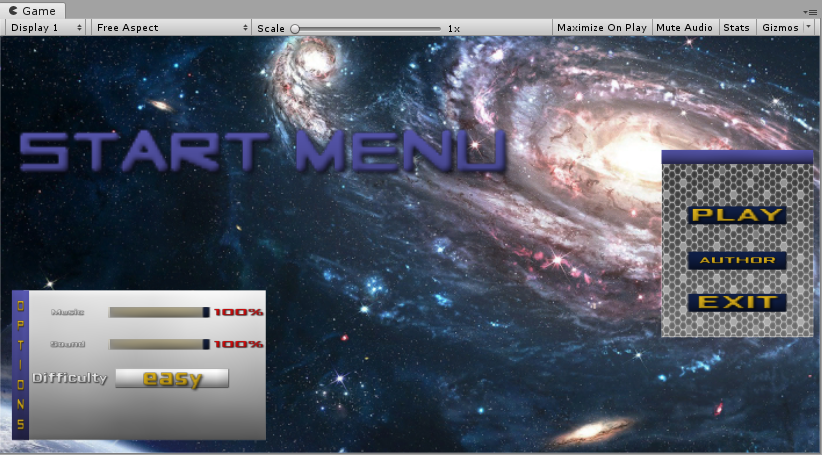 Game
Display 1 Free Aspect Scale 1x Maximize On Play Mute Audio Stats Gizmos
START MENU
PLAY
AUTHOR
EXIT
OPTIONS
Music 100%
Sound 100%
Difficulty easy